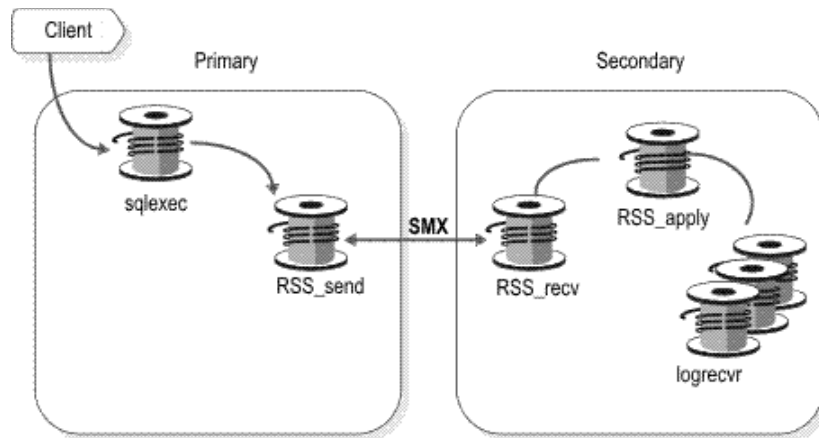 Client
Primary
Secondary
sqlexec
RSS_send
SMX
RSS_recv
RSS_apply
logrecvr